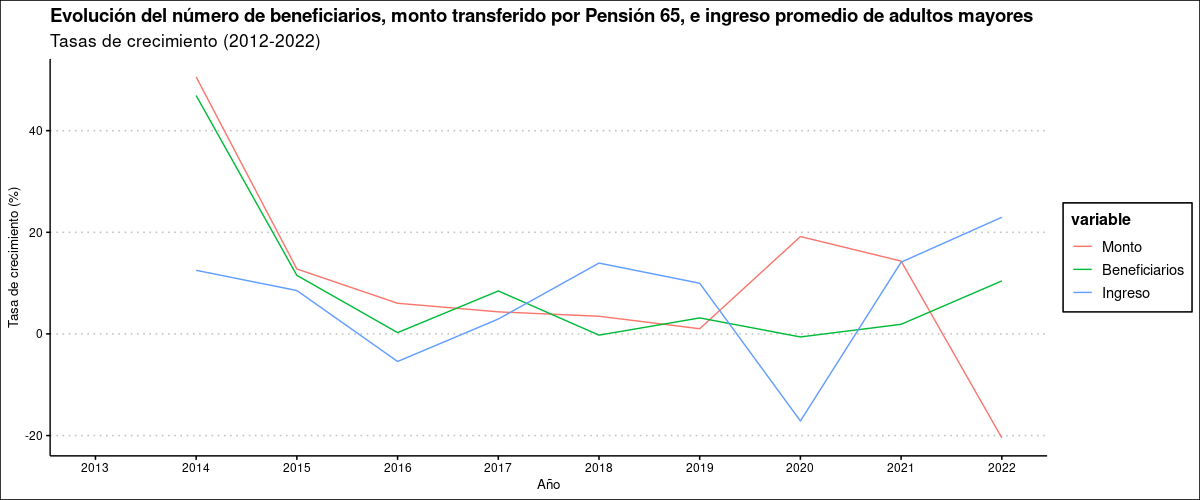 Evolución del número de beneficiarios, monto transferido por Pensión 65, e ingreso promedio de adultos mayores
Tasas de crecimiento (2012-2022)
Tasa de crecimiento (%)
40
20
0
-20
2013 2014 2015 2016 2017 2018 2019 2020 2021 2022
Año
variable
Monto
Beneficiarios
Ingreso